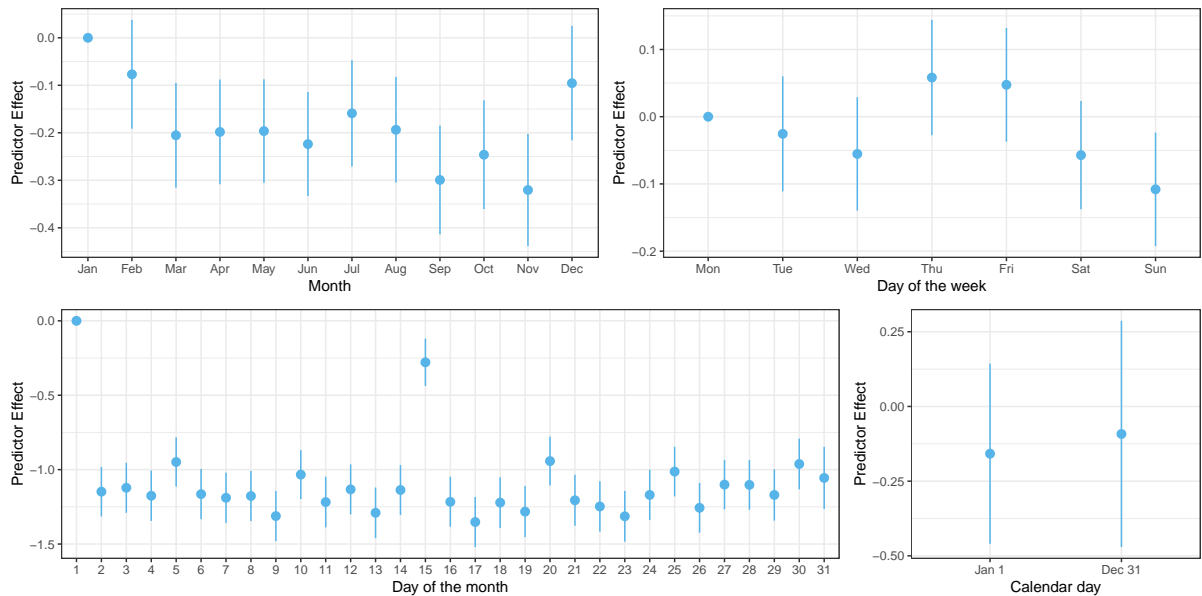 Predictor Effect
0.0
−0.1
−0.2
−0.3
−0.4
Jan Feb Mar Apr May Jun Jul Aug Sep Oct Nov Dec
Month
Predictor Effect
0.1
0.0
−0.1
−0.2
Mon Tue Wed Thu Fri Sat Sun
Day of the week
Predictor Effect
0.0
−0.5
−1.0
−1.5
1 2 3 4 5 6 7 8 9 10 11 12 13 14 15 16 17 18 19 20 21 22 23 24 25 26 27 28 29 30 31
Day of the month
Predictor Effect
0.25
0.00
−0.25
−0.50
Jan 1 Dec 31
Calendar day